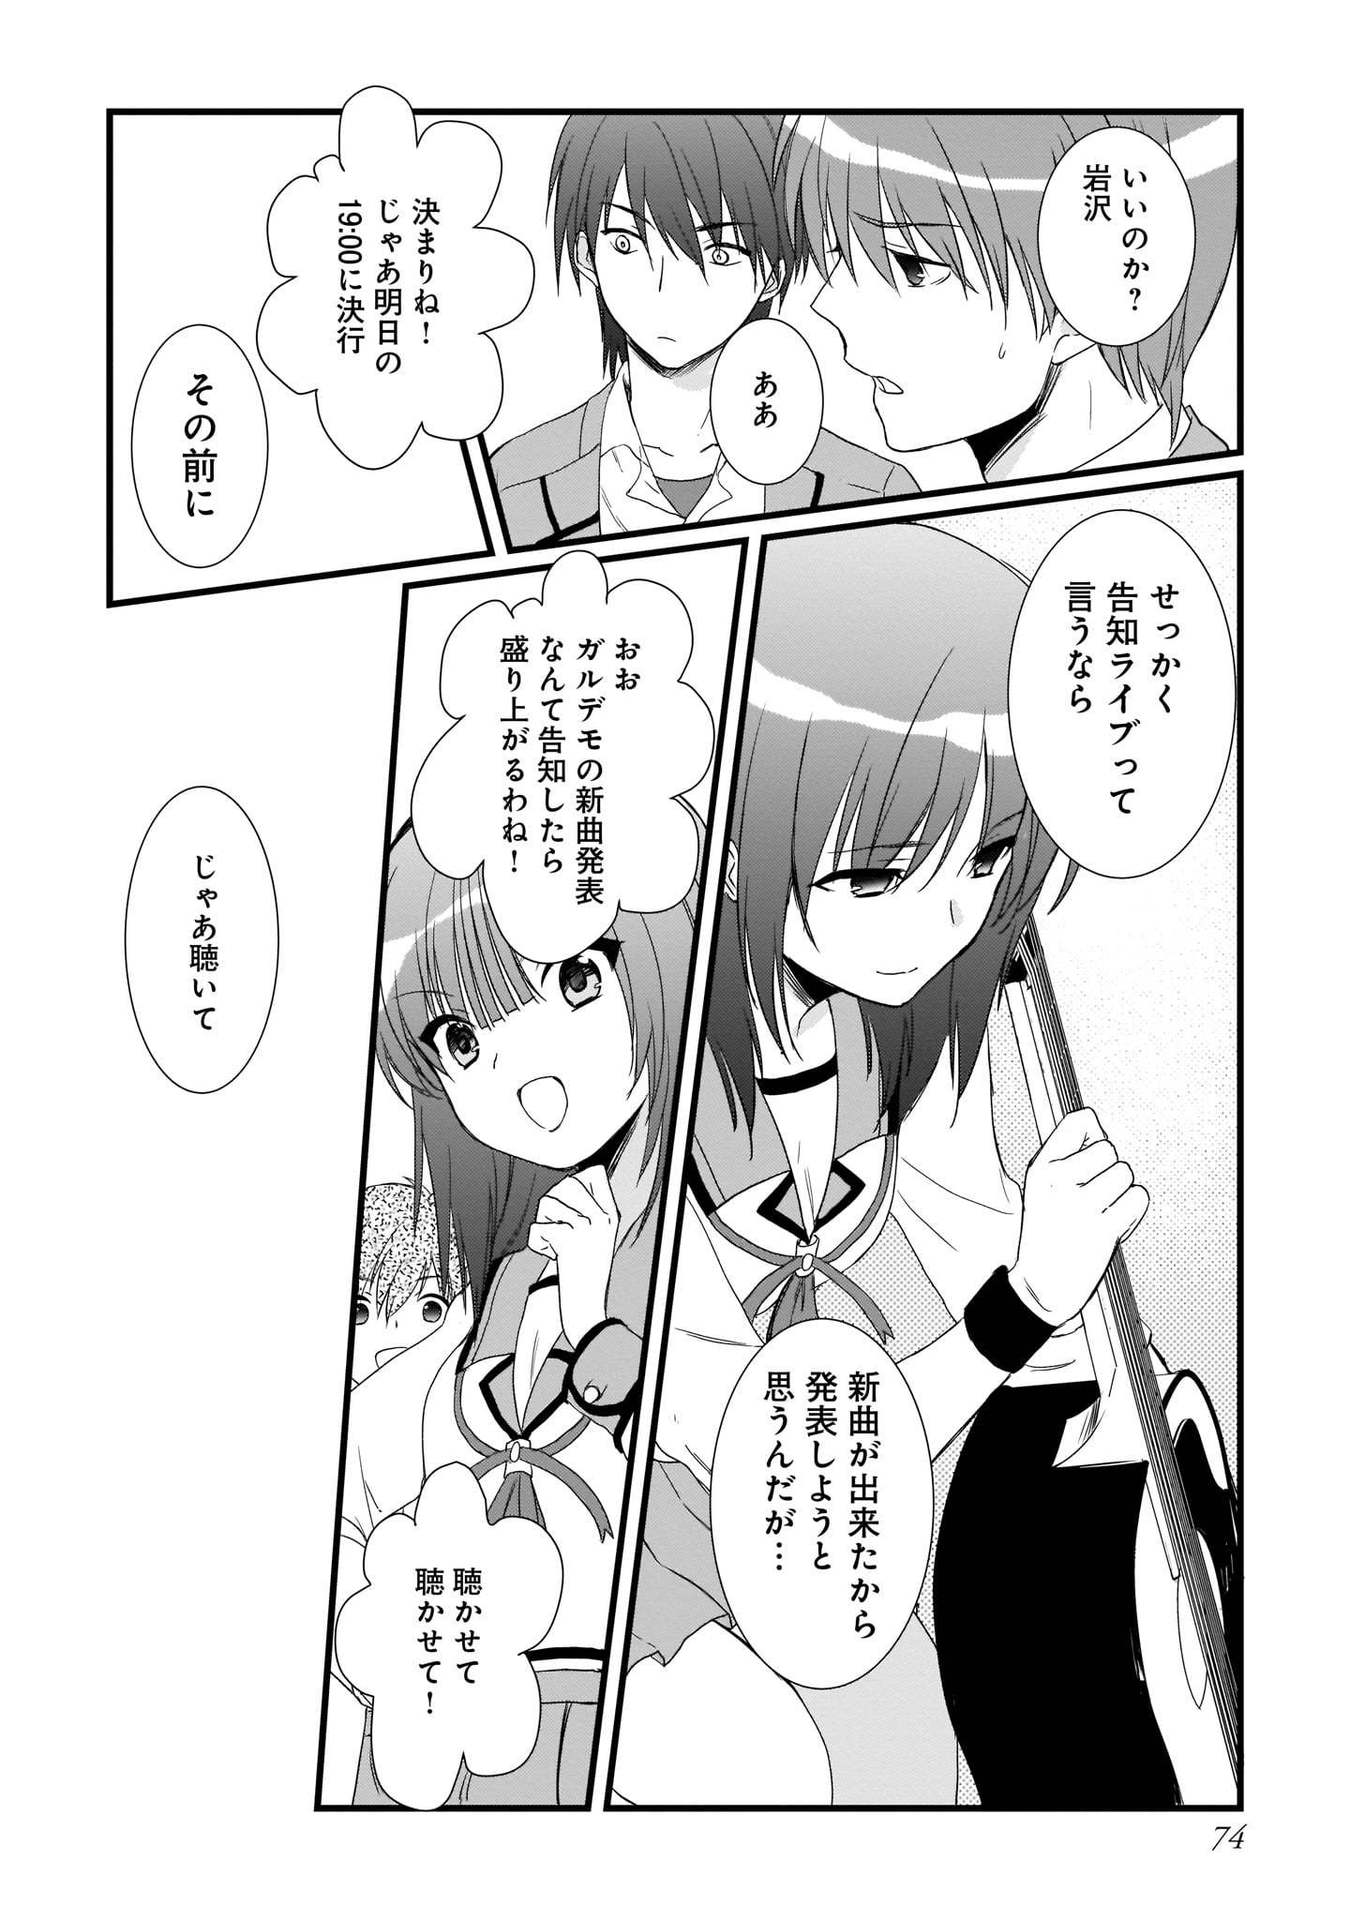 いいのか?
岩沢
ああ
決まりね!
じゃあ明日の
19:00に決行
その前に
せっかく
告知ライブって
言うなら
新曲が出来たから
発表しようと
思うんだが…
おお
ガルデモの新曲発表
なんて告知したら
盛り上がるわね!
聴かせて
聴かせて!
じゃあ聴いて
74